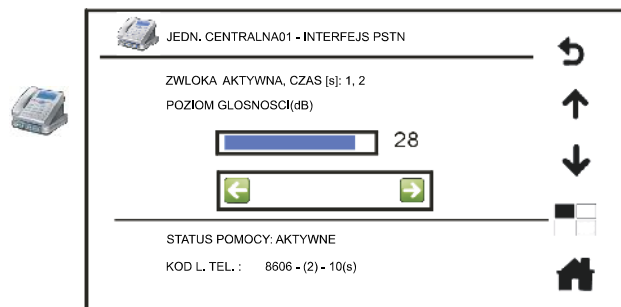 JEDN. CENTRALNA01 - INTERFEJS PSTN
ZWLOKA AKTYWNA, CZAS [s]: 1, 2
POZIOM GLOSNOSCI(dB)
28
STATUS POMOCY: AKTYWNE
KOD L. TEL. : 8606 - (2) - 10(s)